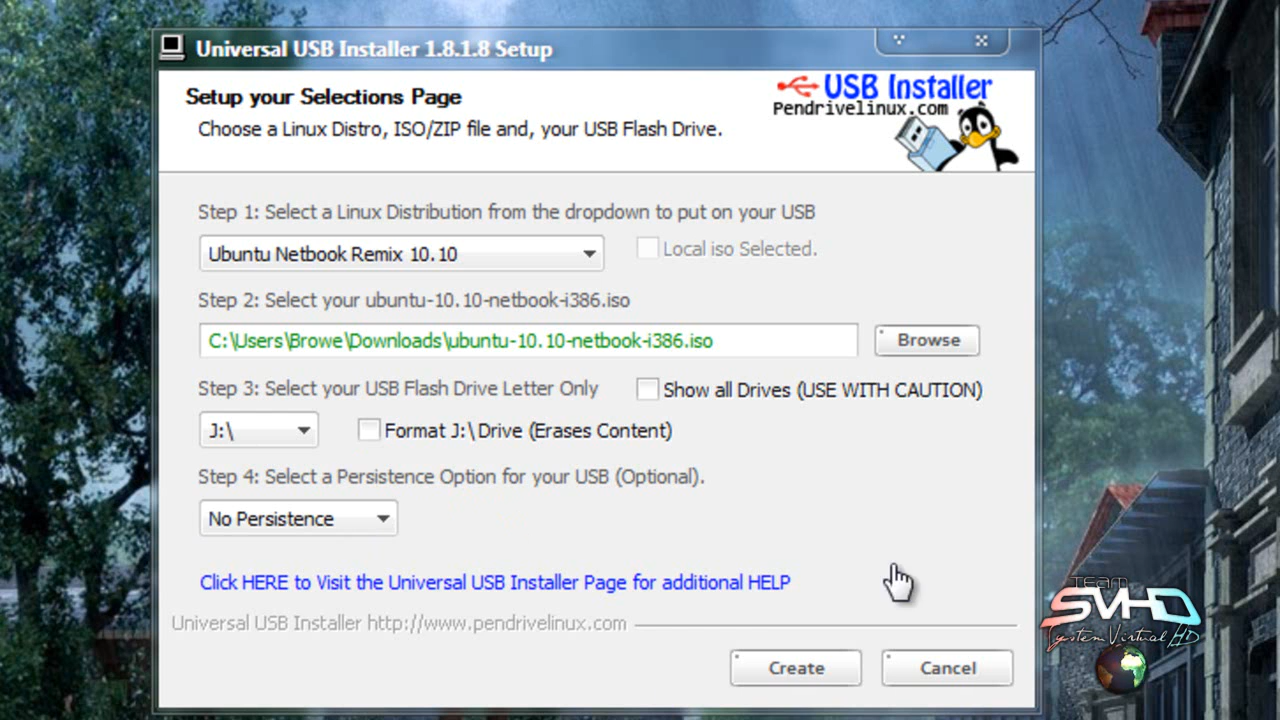 Universal USB Installer 1.8.1.8 Setup
Setup your Selections Page
USB Installer
Pendrivelinux.com
Choose a Linux Distro, ISO/ZIP file and, your USB Flash Drive.
Step 1: Select a Linux Distribution from the dropdown to put on your USB
Ubuntu Netbook Remix 10.10
Local iso Selected.
Step 2: Select your ubuntu-10.10-netbook-i386.iso
C:\Users\Browe\Downloads\ubuntu-10.10-netbook-i386.iso
Browse
Step 3: Select your USB Flash Drive Letter Only
Show all Drives (USE WITH CAUTION)
J:\
Format J:\Drive (Erases Content)
Step 4: Select a Persistence Option for your USB (Optional).
No Persistence
Click HERE to Visit the Universal USB Installer Page for additional HELP
Universal USB Installer http://www.pendrivelinux.com
Create
Cancel
TEAM
SVHD
System Virtual HD